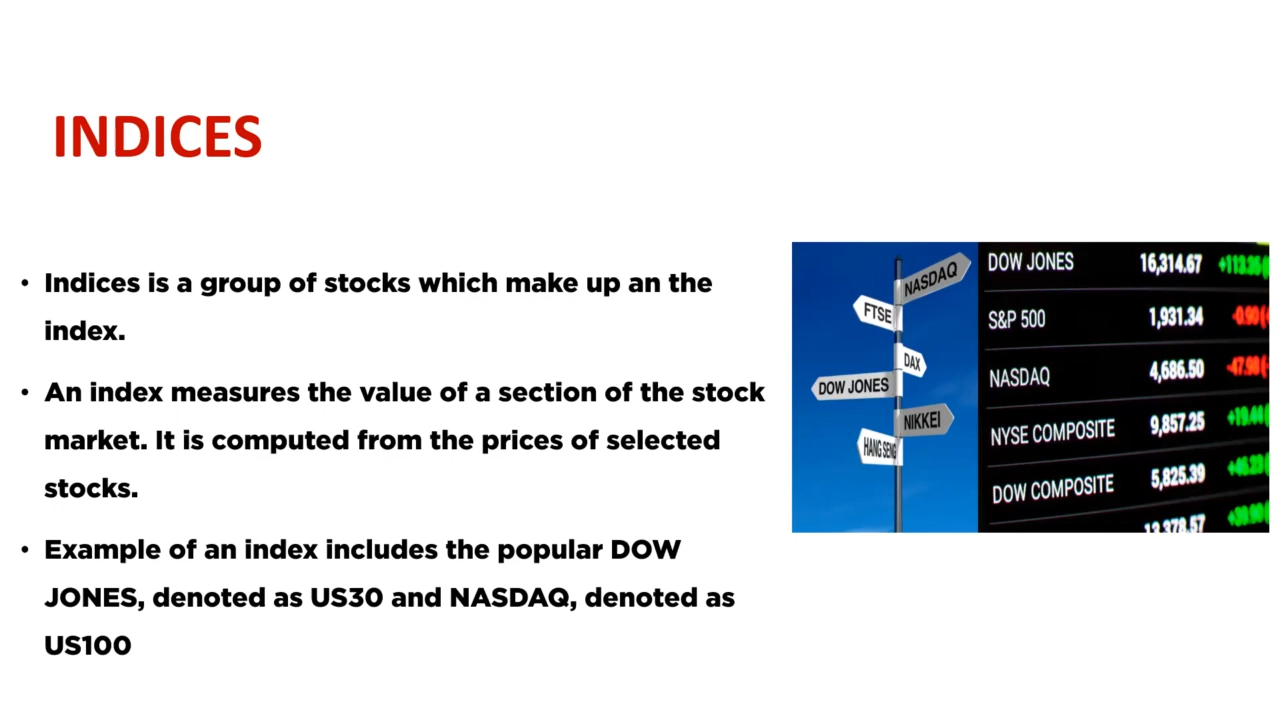 INDICES
• Indices is a group of stocks which make up an the
index.
• An index measures the value of a section of the stock
market. It is computed from the prices of selected
stocks.
• Example of an index includes the popular DOW
JONES, denoted as US30 and NASDAQ, denoted as
US100
NASDAQ
FTSE
DAX
DOW JONES
NIKKEI
HANG SENG
DOW JONES 16,314.67
S&P 500 1,931.34
NASDAQ 4,686.50
NYSE COMPOSITE 9,857.25
DOW COMPOSITE 5,825.39